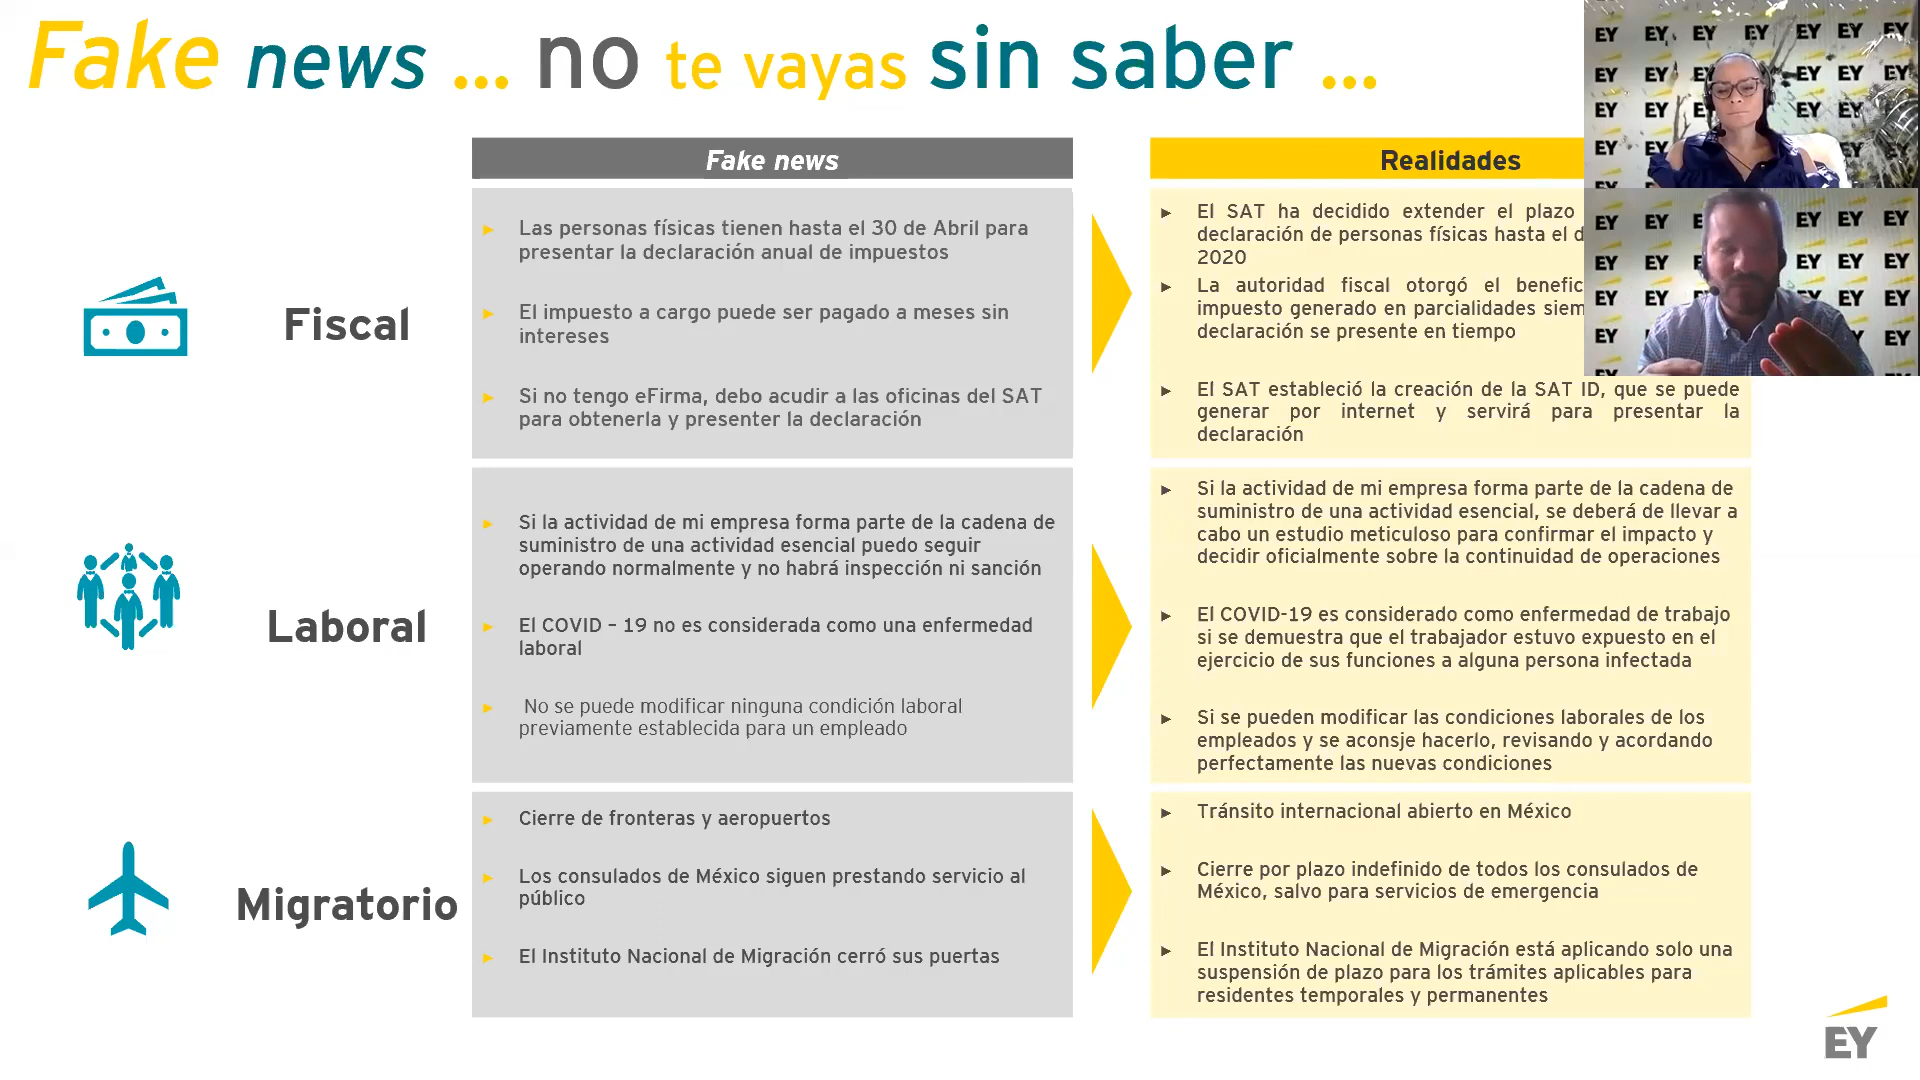 Fake news ... no te vayas sin saber ...
Fake news
Realidades
Fiscal
Las personas físicas tienen hasta el 30 de Abril para
presentar la declaración anual de impuestos
El impuesto a cargo puede ser pagado a meses sin
intereses
Si no tengo eFirma, debo acudir a las oficinas del SAT
para obtenerla y presenter la declaración
El SAT ha decidido extender el plazo
declaración de personas físicas hasta el
2020
La autoridad fiscal otorgó el
impuesto generado en parcialidades
declaración se presente en tiempo
El SAT estableció la creación de la SAT ID, que se puede
generar por internet y servirá para presentar la
declaración
Laboral
Si la actividad de mi empresa forma parte de la cadena de
suministro de una actividad esencial puedo seguir
operando normalmente y no habrá inspección ni sanción
El COVID – 19 no es considerada como una enfermedad
laboral
No se puede modificar ninguna condición laboral
previamente establecida para un empleado
Si la actividad de mi empresa forma parte de la cadena de
suministro de una actividad esencial, se deberá de llevar a
cabo un estudio meticuloso para confirmar el impacto y
decidir oficialmente sobre la continuidad de operaciones
El COVID-19 es considerado como enfermedad de trabajo
si se demuestra que el trabajador estuvo expuesto en el
ejercicio de sus funciones a alguna persona infectada
Si se pueden modificar las condiciones laborales de los
empleados y se aconsje hacerlo, revisando y acordando
perfectamente las nuevas condiciones
Migratorio
Cierre de fronteras y aeropuertos
Los consulados de México siguen prestando servicio al
público
El Instituto Nacional de Migración cerró sus puertas
Tránsito internacional abierto en México
Cierre por plazo indefinido de todos los consulados de
México, salvo para servicios de emergencia
El Instituto Nacional de Migración está aplicando solo una
suspensión de plazo para los trámites aplicables para
residentes temporales y permanentes
EY